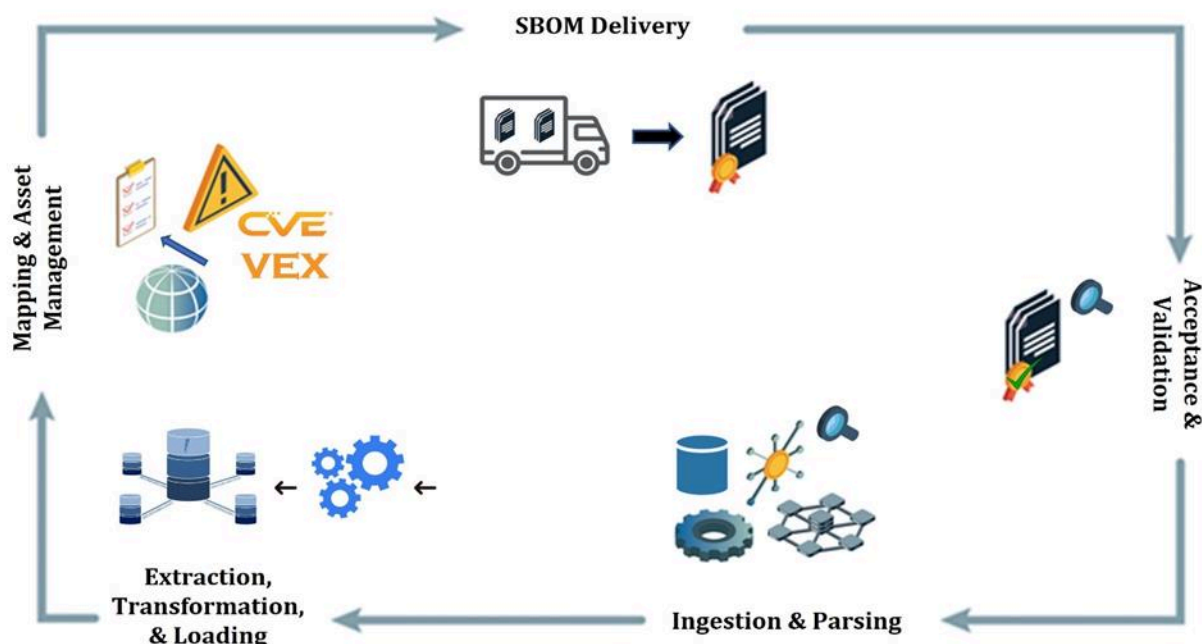 SBOM Delivery
Mapping & Asset
Management
CVE
VEX
Acceptance &
Validation
Extraction,
Transformation,
& Loading
Ingestion & Parsing